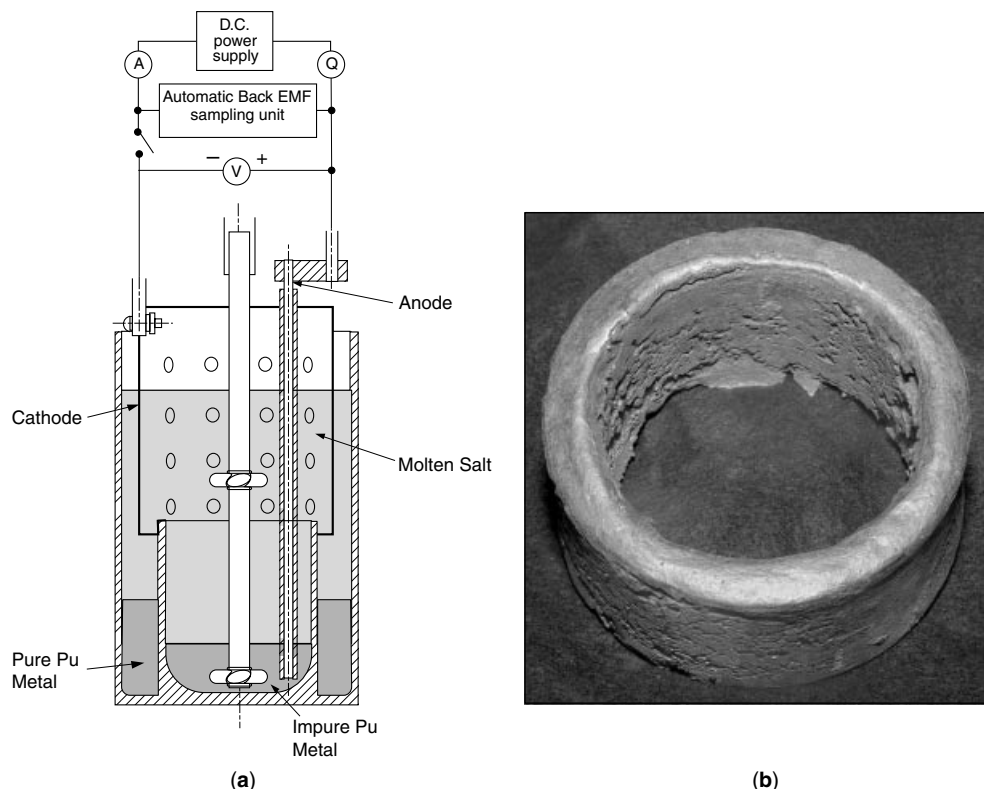 D.C.
power
supply
A
Q
Automatic Back EMF
sampling unit
− V +
Anode
Cathode
Molten Salt
Pure Pu
Metal
Impure Pu
Metal
(a)
(b)